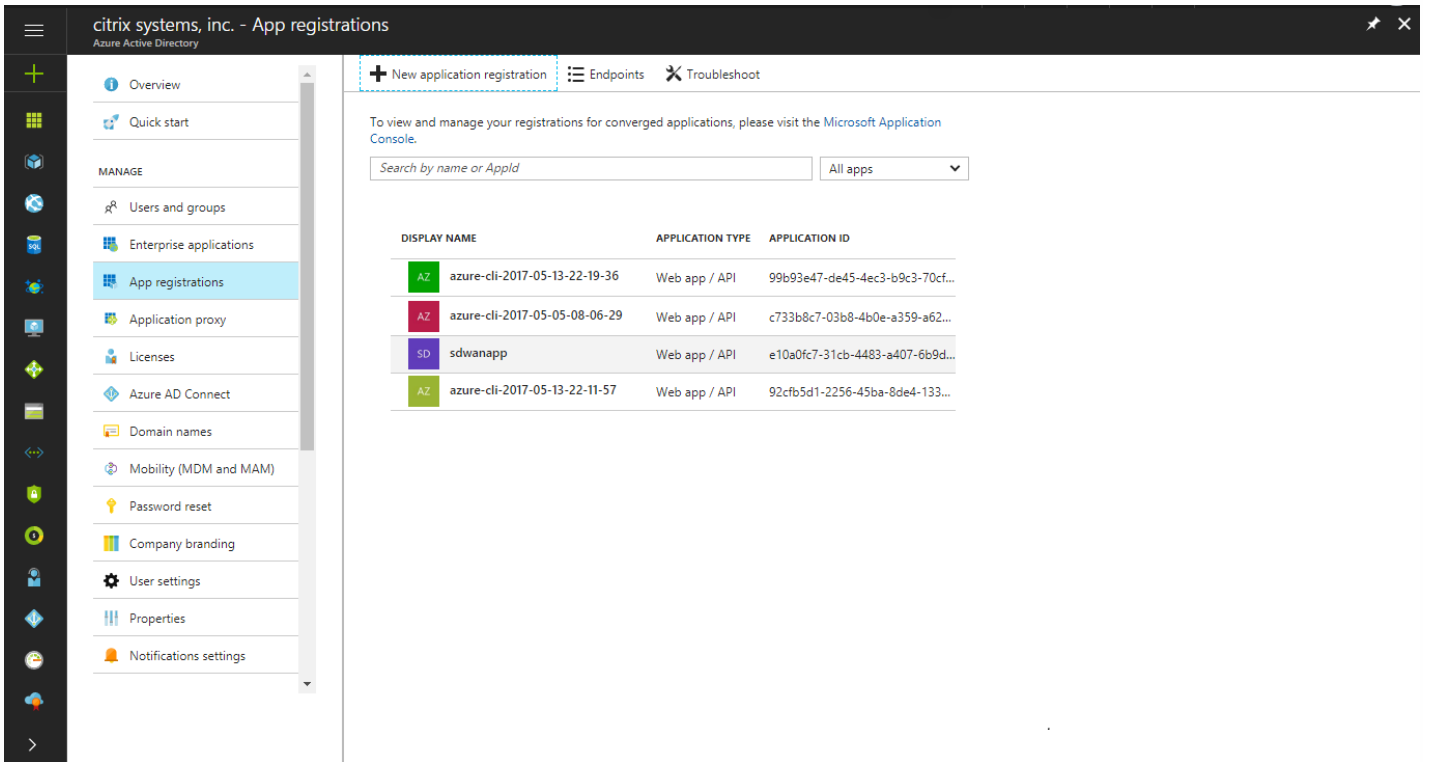 citrix systems, inc. - App registrations
Azure Active Directory
Overview
Quick start
MANAGE
Users and groups
Enterprise applications
App registrations
Application proxy
Licenses
Azure AD Connect
Domain names
Mobility (MDM and MAM)
Password reset
Company branding
User settings
Properties
Notifications settings
New application registration Endpoints Troubleshoot
To view and manage your registrations for converged applications, please visit the Microsoft Application
Console.
Search by name or AppId All apps
DISPLAY NAME APPLICATION TYPE APPLICATION ID
AZ azure-cli-2017-05-13-22-19-36 Web app / API 99b93e47-de45-4ec3-b9c3-70cf...
AZ azure-cli-2017-05-05-08-06-29 Web app / API c733b8c7-03b8-4b0e-a359-a62...
SD sdwanapp Web app / API e10a0fc7-31cb-4483-a407-6b9d...
AZ azure-cli-2017-05-13-22-11-57 Web app / API 92cfb5d1-2256-45ba-8de4-133...